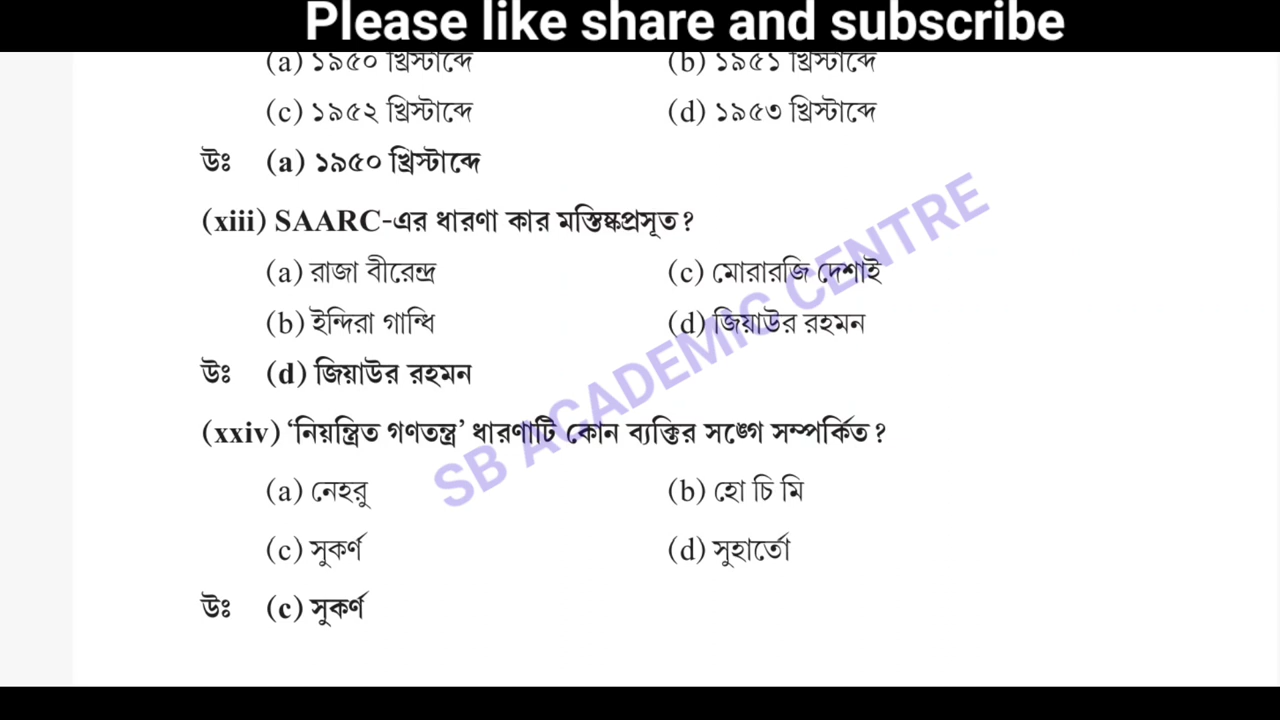 Please like share and subscribe
(a) ১৯৫০ খ্রিস্টাব্দে (b) ১৯৫১ খ্রিস্টাব্দে
(c) ১৯৫২ খ্রিস্টাব্দে (d) ১৯৫৩ খ্রিস্টাব্দে
উঃ (a) ১৯৫০ খ্রিস্টাব্দে
(xiii) SAARC-এর ধারণা কার মস্তিষ্কপ্রসূত?
(a) রাজা বীরেন্দ্র (c) মোরারজি দেশাই
(b) ইন্দিরা গান্ধি (d) জিয়াউর রহমন
উঃ (d) জিয়াউর রহমন
(xxiv) ‘নিয়ন্ত্রিত গণতন্ত্র’ ধারণাটি কোন ব্যক্তির সঙ্গে সম্পর্কিত?
(a) নেহরু (b) হো চি মি
(c) সুকর্ণ (d) সুহার্তো
উঃ (c) সুকর্ণ
SB ACADEMIC CENTRE